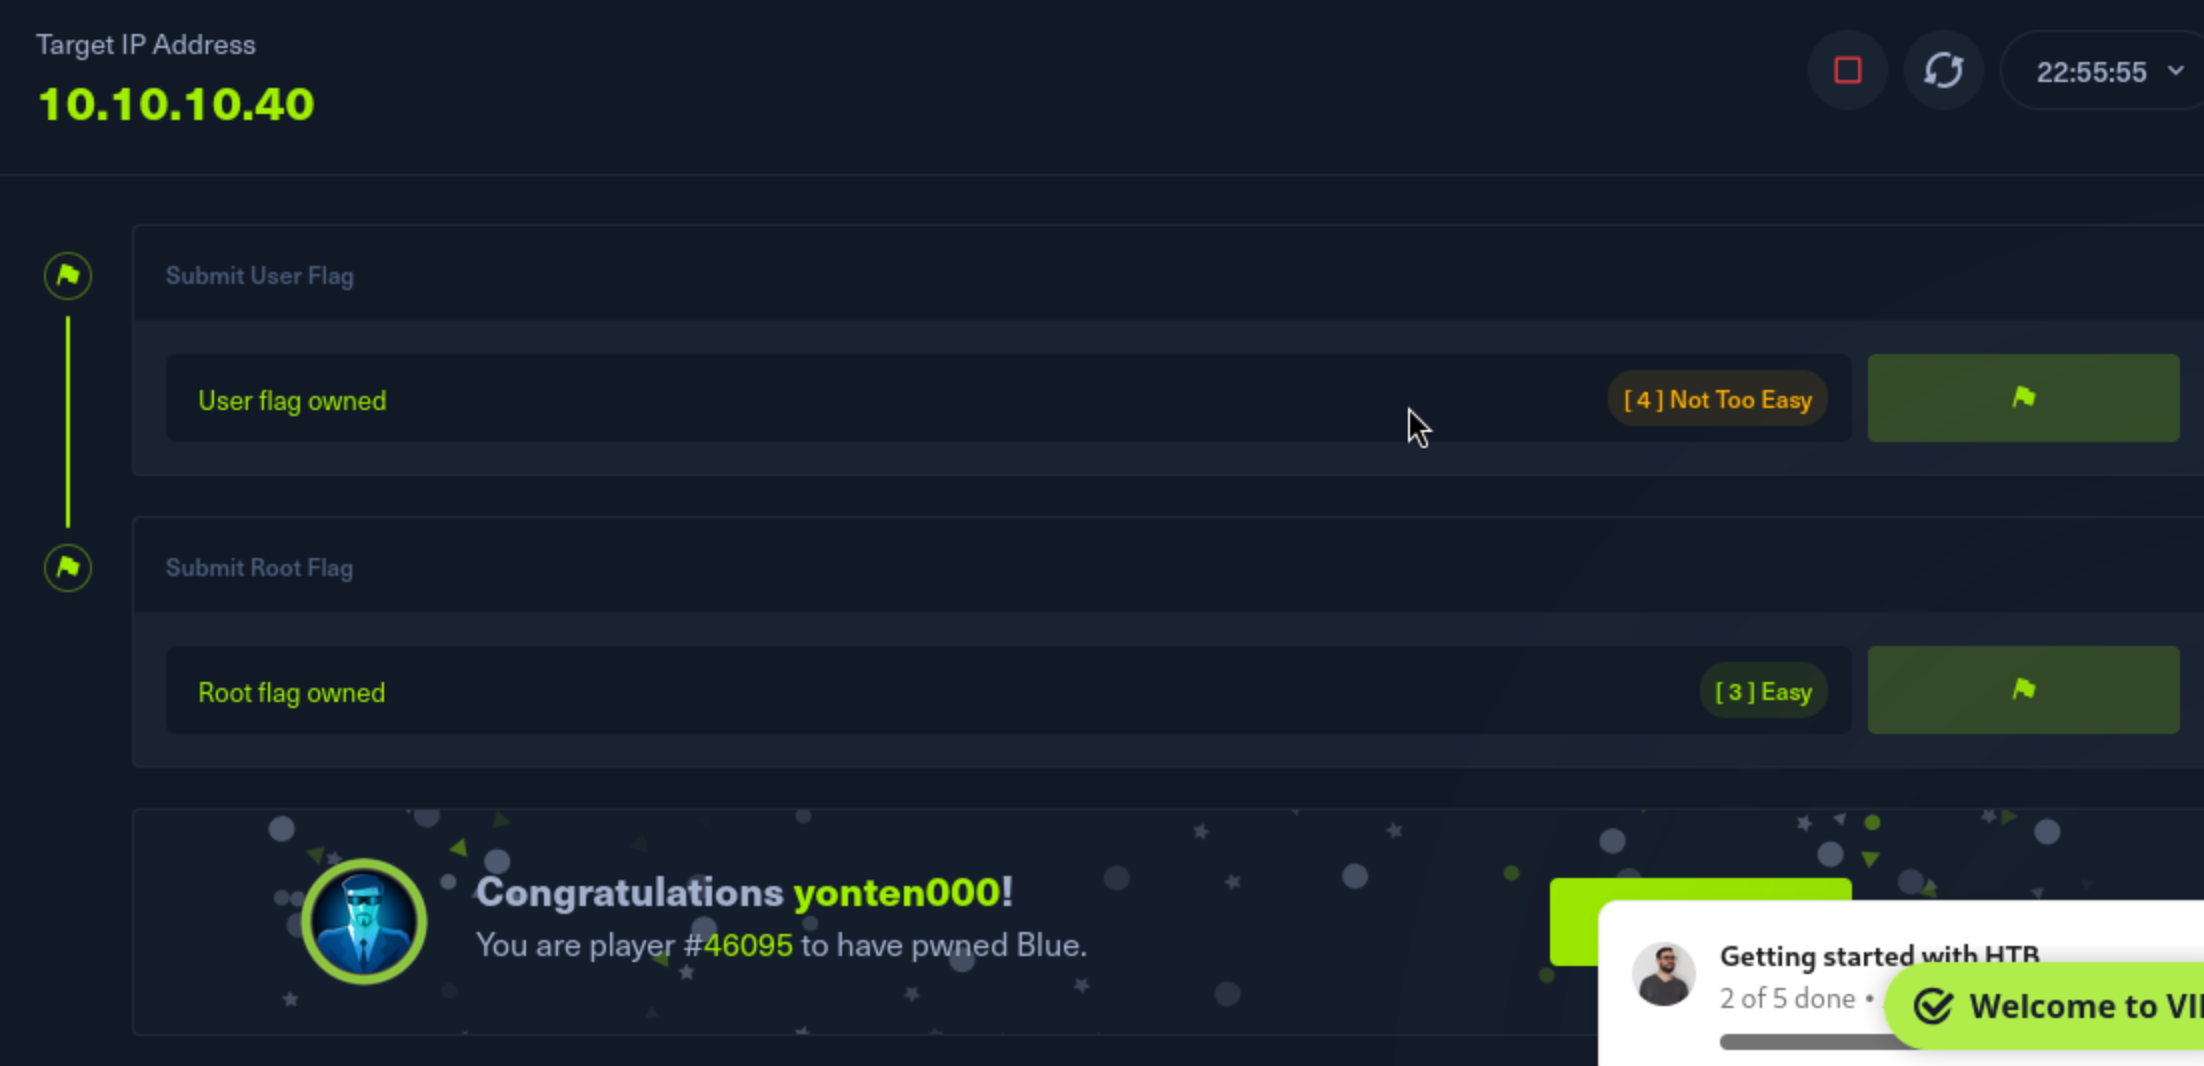 Target IP Address
10.10.10.40
22:55:55
Submit User Flag
User flag owned
[ 4 ] Not Too Easy
Submit Root Flag
Root flag owned
[ 3 ] Easy
Congratulations yonten000!
You are player #46095 to have pwned Blue.
Getting started with HTB
2 of 5 done •
Welcome to